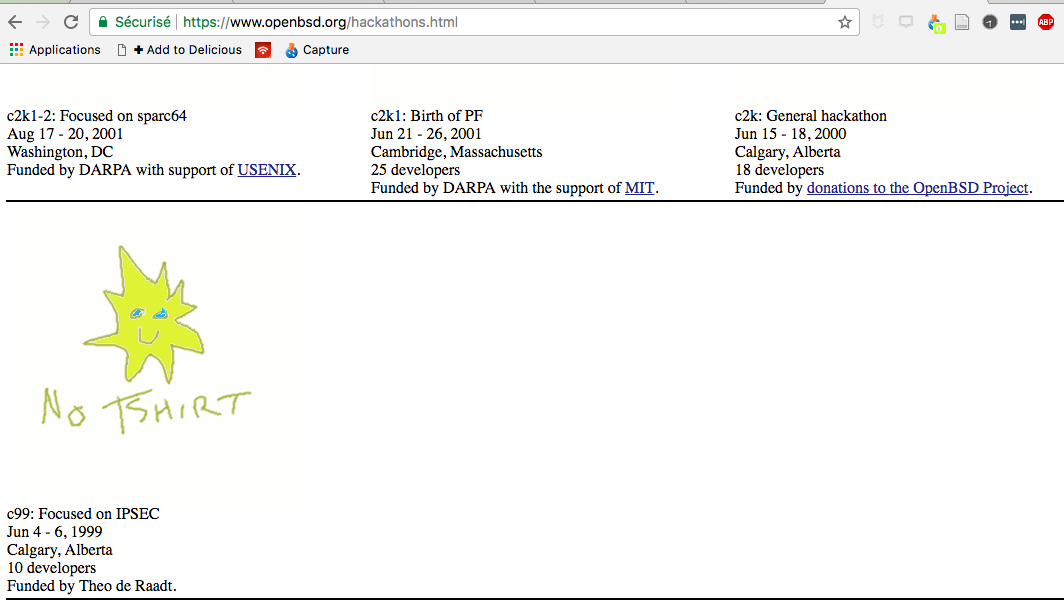 Sécurisé https://www.openbsd.org/hackathons.html
Applications + Add to Delicious Capture
ABP
c2k1-2: Focused on sparc64
Aug 17 - 20, 2001
Washington, DC
Funded by DARPA with support of USENIX.
c2k1: Birth of PF
Jun 21 - 26, 2001
Cambridge, Massachusetts
25 developers
Funded by DARPA with the support of MIT.
c2k: General hackathon
Jun 15 - 18, 2000
Calgary, Alberta
18 developers
Funded by donations to the OpenBSD Project.
NO TSHIRT
c99: Focused on IPSEC
Jun 4 - 6, 1999
Calgary, Alberta
10 developers
Funded by Theo de Raadt.